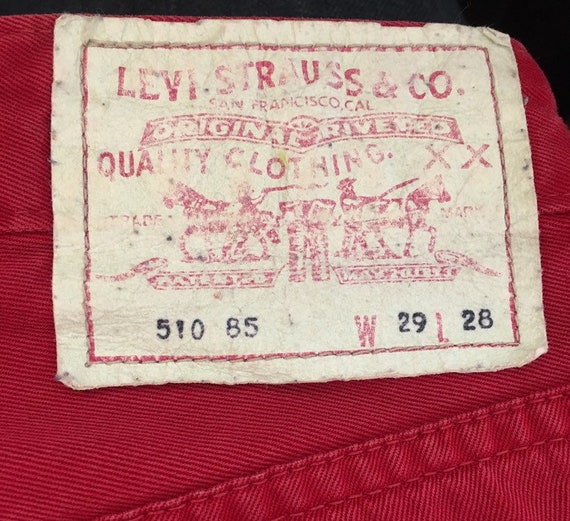 LEVI STRAUSS & CO.
SAN FRANCISCO, CAL
ORIGINAL RIVETED
QUALITY CLOTHING. XX
TRADE MARK
510 85 W 29 L 28